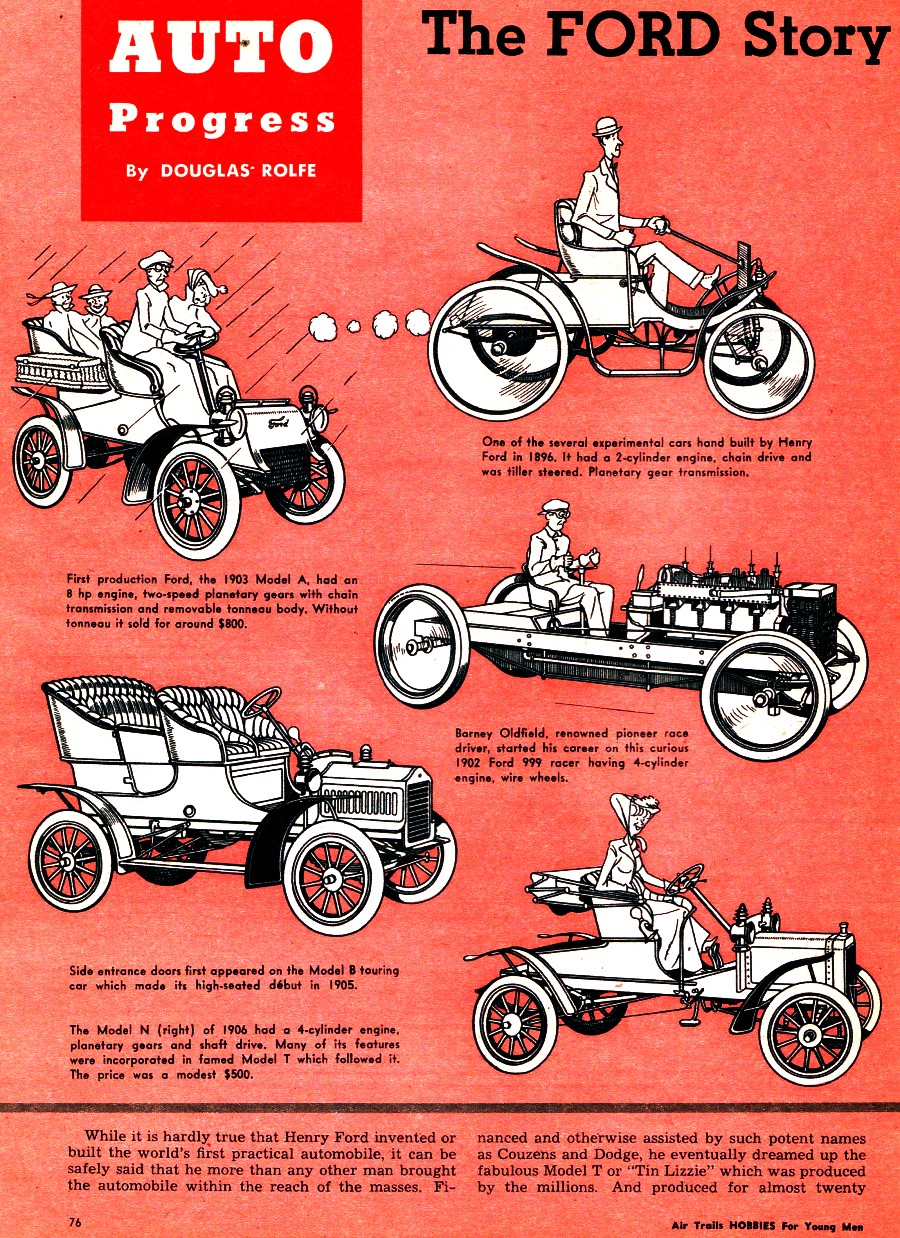 AUTO
Progress
By DOUGLAS ROLFE
The FORD Story
Ford
One of the several experimental cars hand built by Henry
Ford in 1896. It had a 2-cylinder engine, chain drive and
was tiller steered. Planetary gear transmission.
First production Ford, the 1903 Model A, had an
8 hp engine, two-speed planetary gears with chain
transmission and removable tonneau body. Without
tonneau it sold for around $800.
Barney Oldfield, renowned pioneer race
driver, started his career on this curious
1902 Ford 999 racer having 4-cylinder
engine, wire wheels.
Side entrance doors first appeared on the Model B touring
car which made its high-seated début in 1905.
The Model N (right) of 1906 had a 4-cylinder engine,
planetary gears and shaft drive. Many of its features
were incorporated in famed Model T which followed it.
The price was a modest $500.
While it is hardly true that Henry Ford invented or
built the world's first practical automobile, it can be
safely said that he more than any other man brought
the automobile within the reach of the masses. Fi-
nanced and otherwise assisted by such potent names
as Couzens and Dodge, he eventually dreamed up the
fabulous Model T or "Tin Lizzie" which was produced
by the millions. And produced for almost twenty
76
Air Trails HOBBIES For Young Men